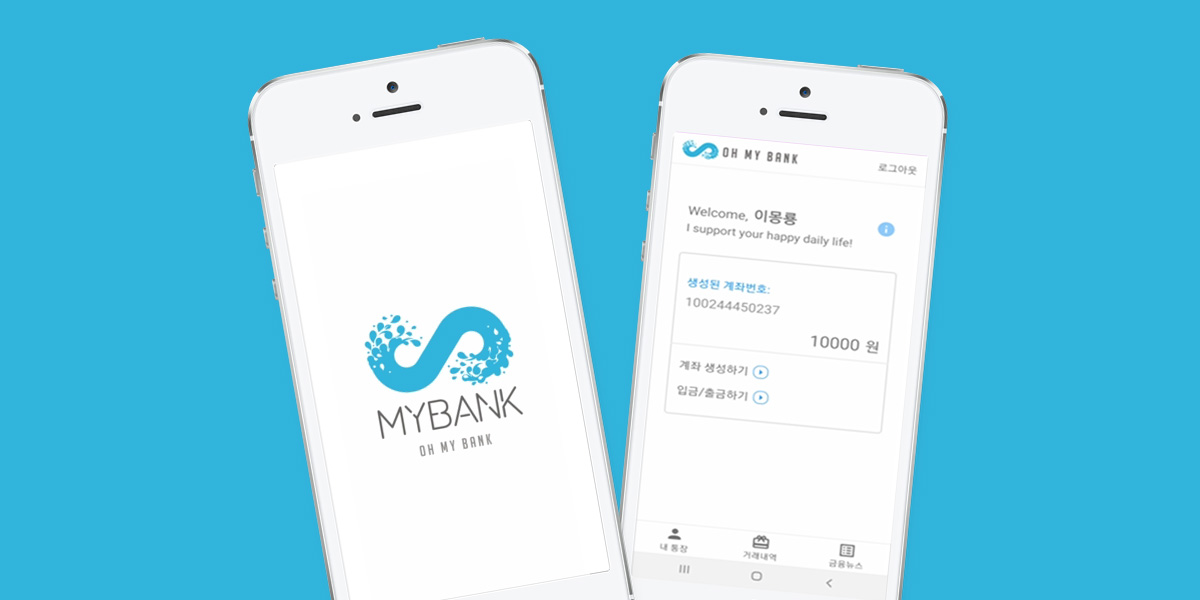 MYBANK
OH MY BANK
OH MY BANK
로그아웃
Welcome, 이몽룡
I support your happy daily life!
생성된 계좌번호:
100244450237
10000 원
계좌 생성하기
입금/출금하기
내 통장
거래내역
금융뉴스